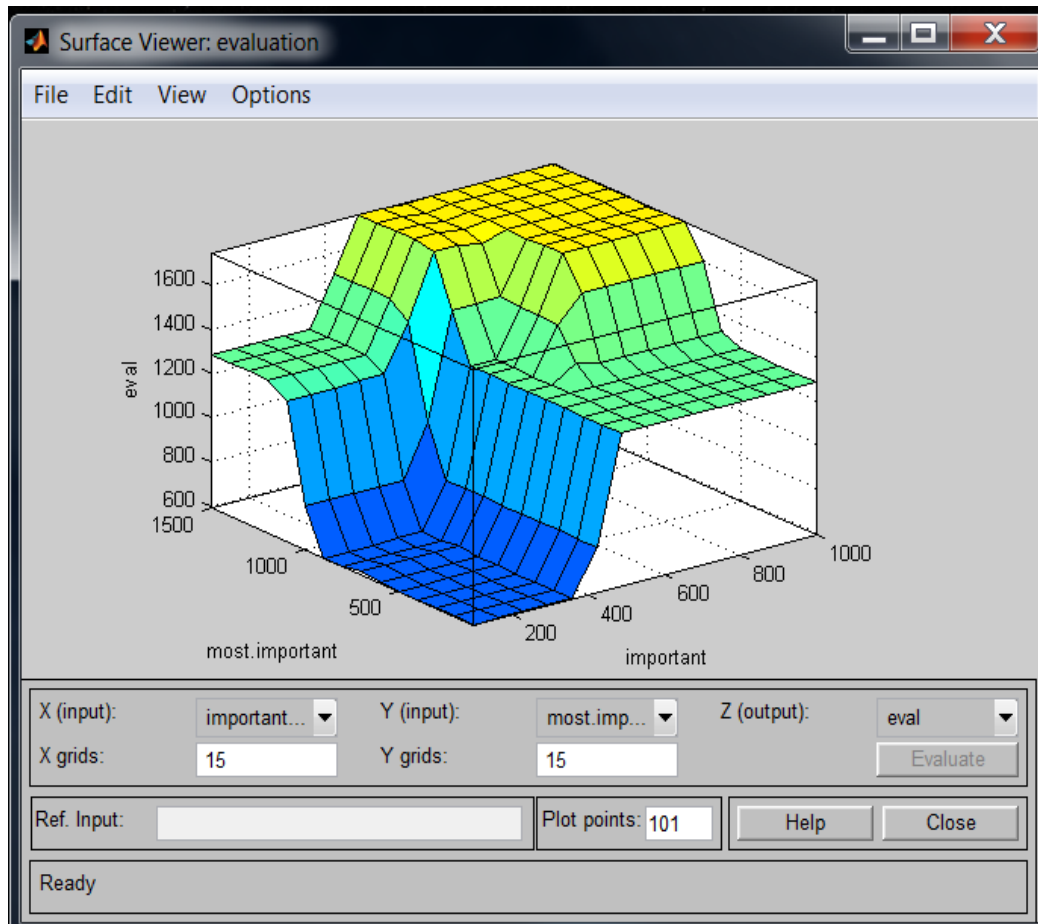 Surface Viewer: evaluation
X
File Edit View Options
1600
1400
1200
1000
800
600
1500
1000
500
200
400
600
800
1000
eval
most.important
important
X (input): important... Y (input): most.imp... Z (output): eval
X grids: 15 Y grids: 15 Evaluate
Ref. Input: Plot points: 101 Help Close
Ready